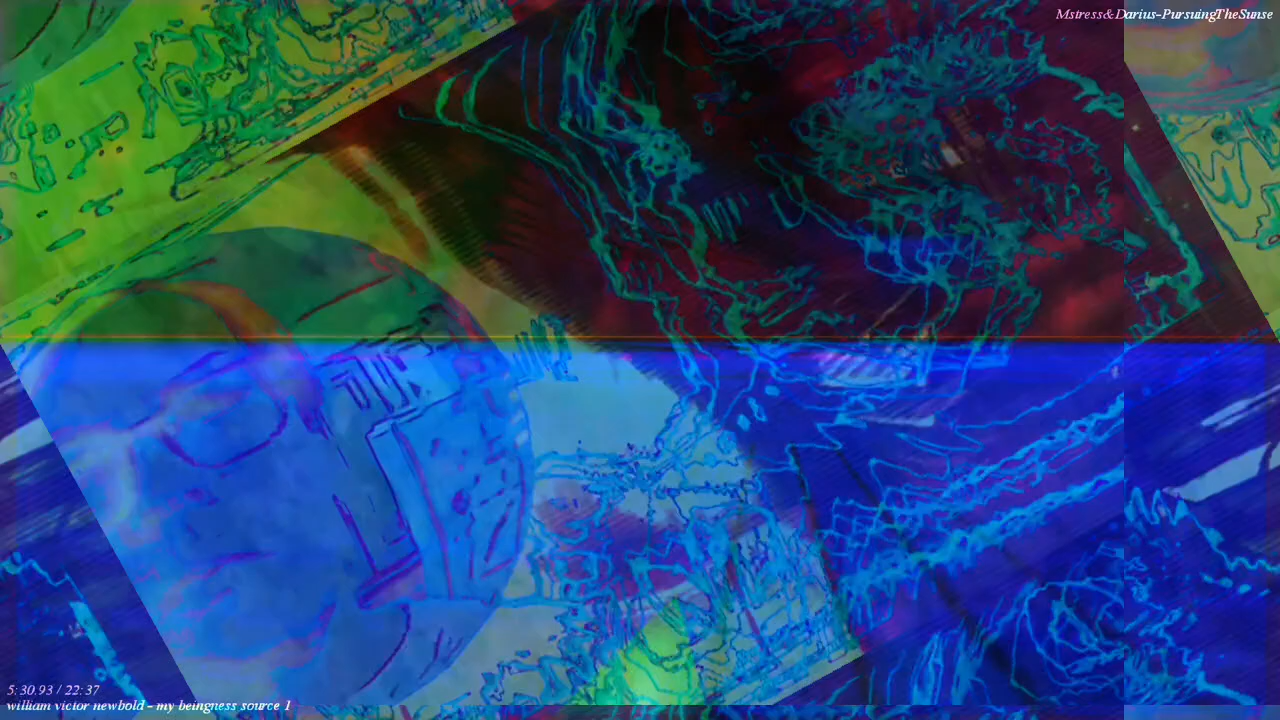 Mstress&Darius-PursuingTheSunse
5:30.93 / 22:37
william victor newbold - my beingness source 1